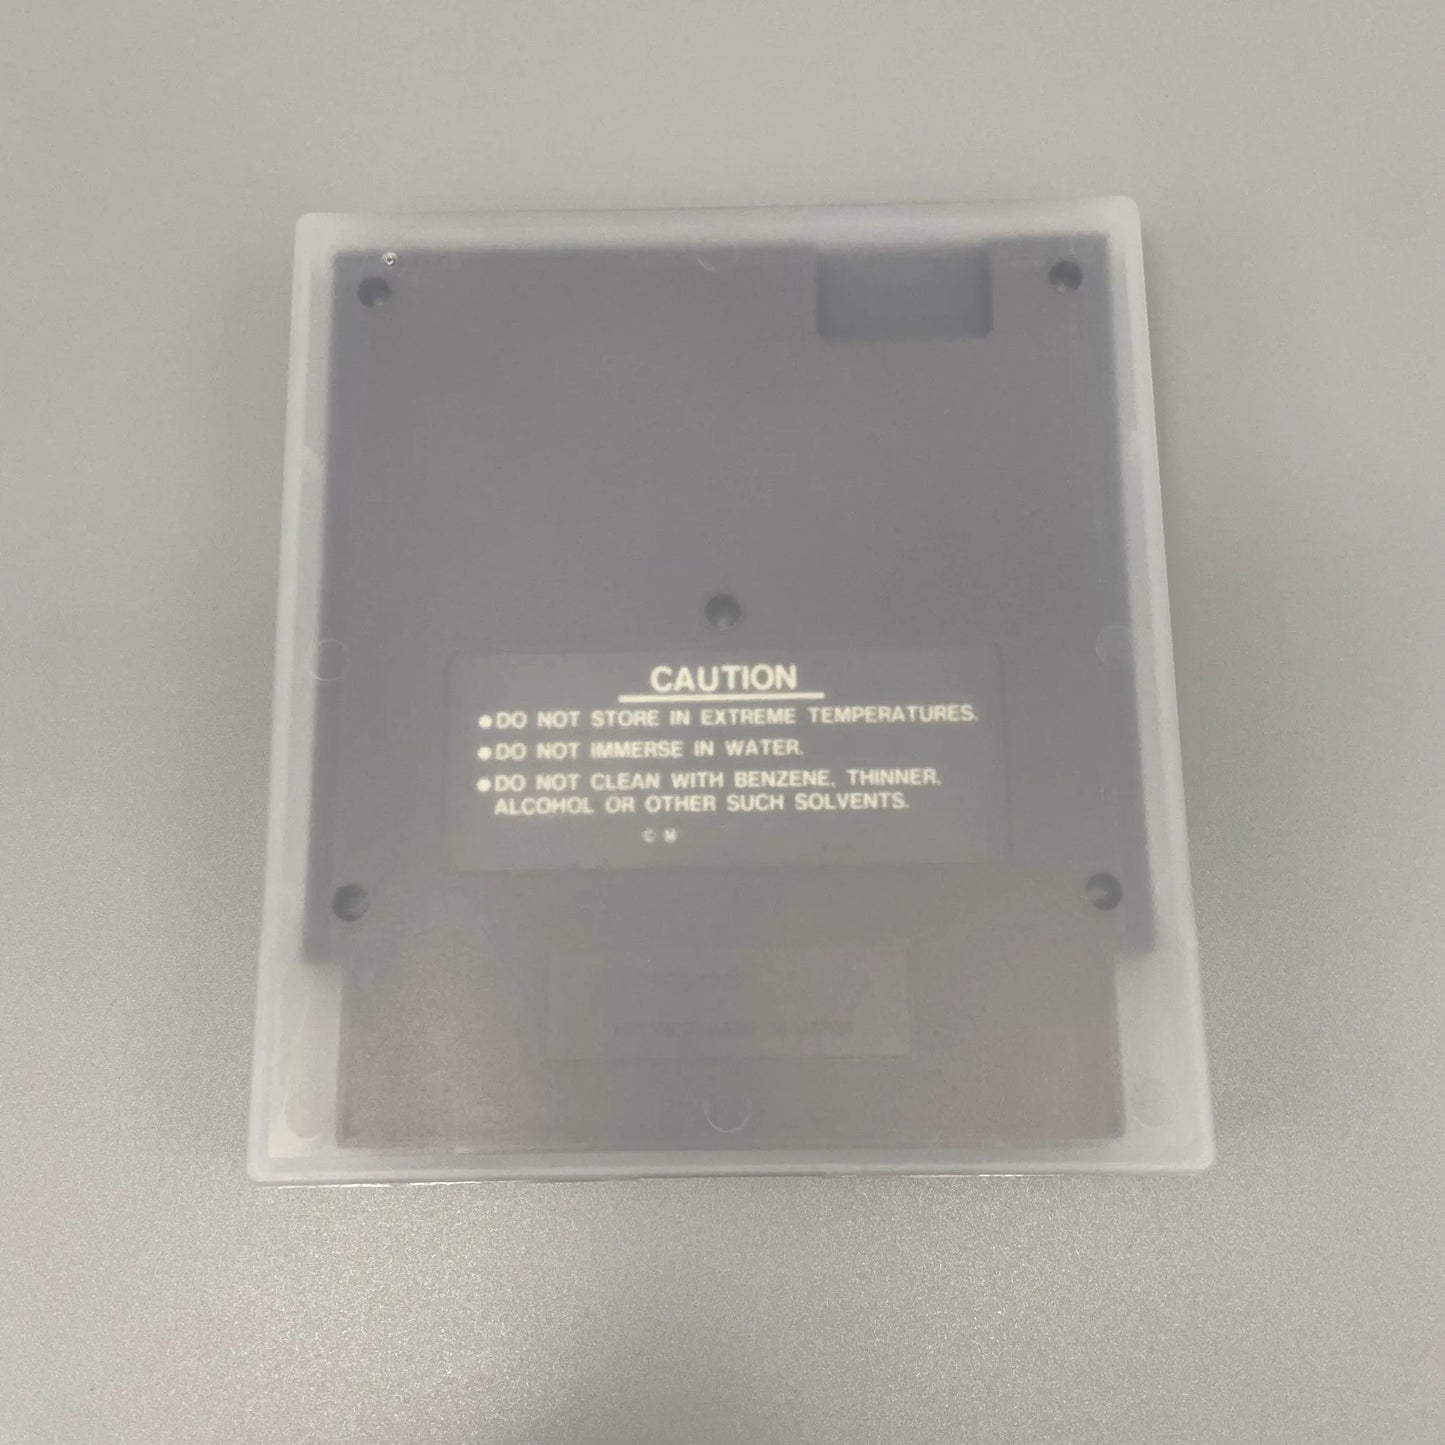 CAUTION
●DO NOT STORE IN EXTREME TEMPERATURES.
●DO NOT IMMERSE IN WATER.
●DO NOT CLEAN WITH BENZENE, THINNER,
ALCOHOL OR OTHER SUCH SOLVENTS.
© M